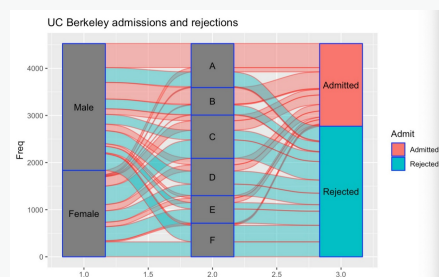 UC Berkeley admissions and rejections
Freq
4000
3000
2000
1000
0
Male
Female
A
B
C
D
E
F
Admitted
Rejected
1.0
1.5
2.0
2.5
3.0
Admit
Admitted
Rejected